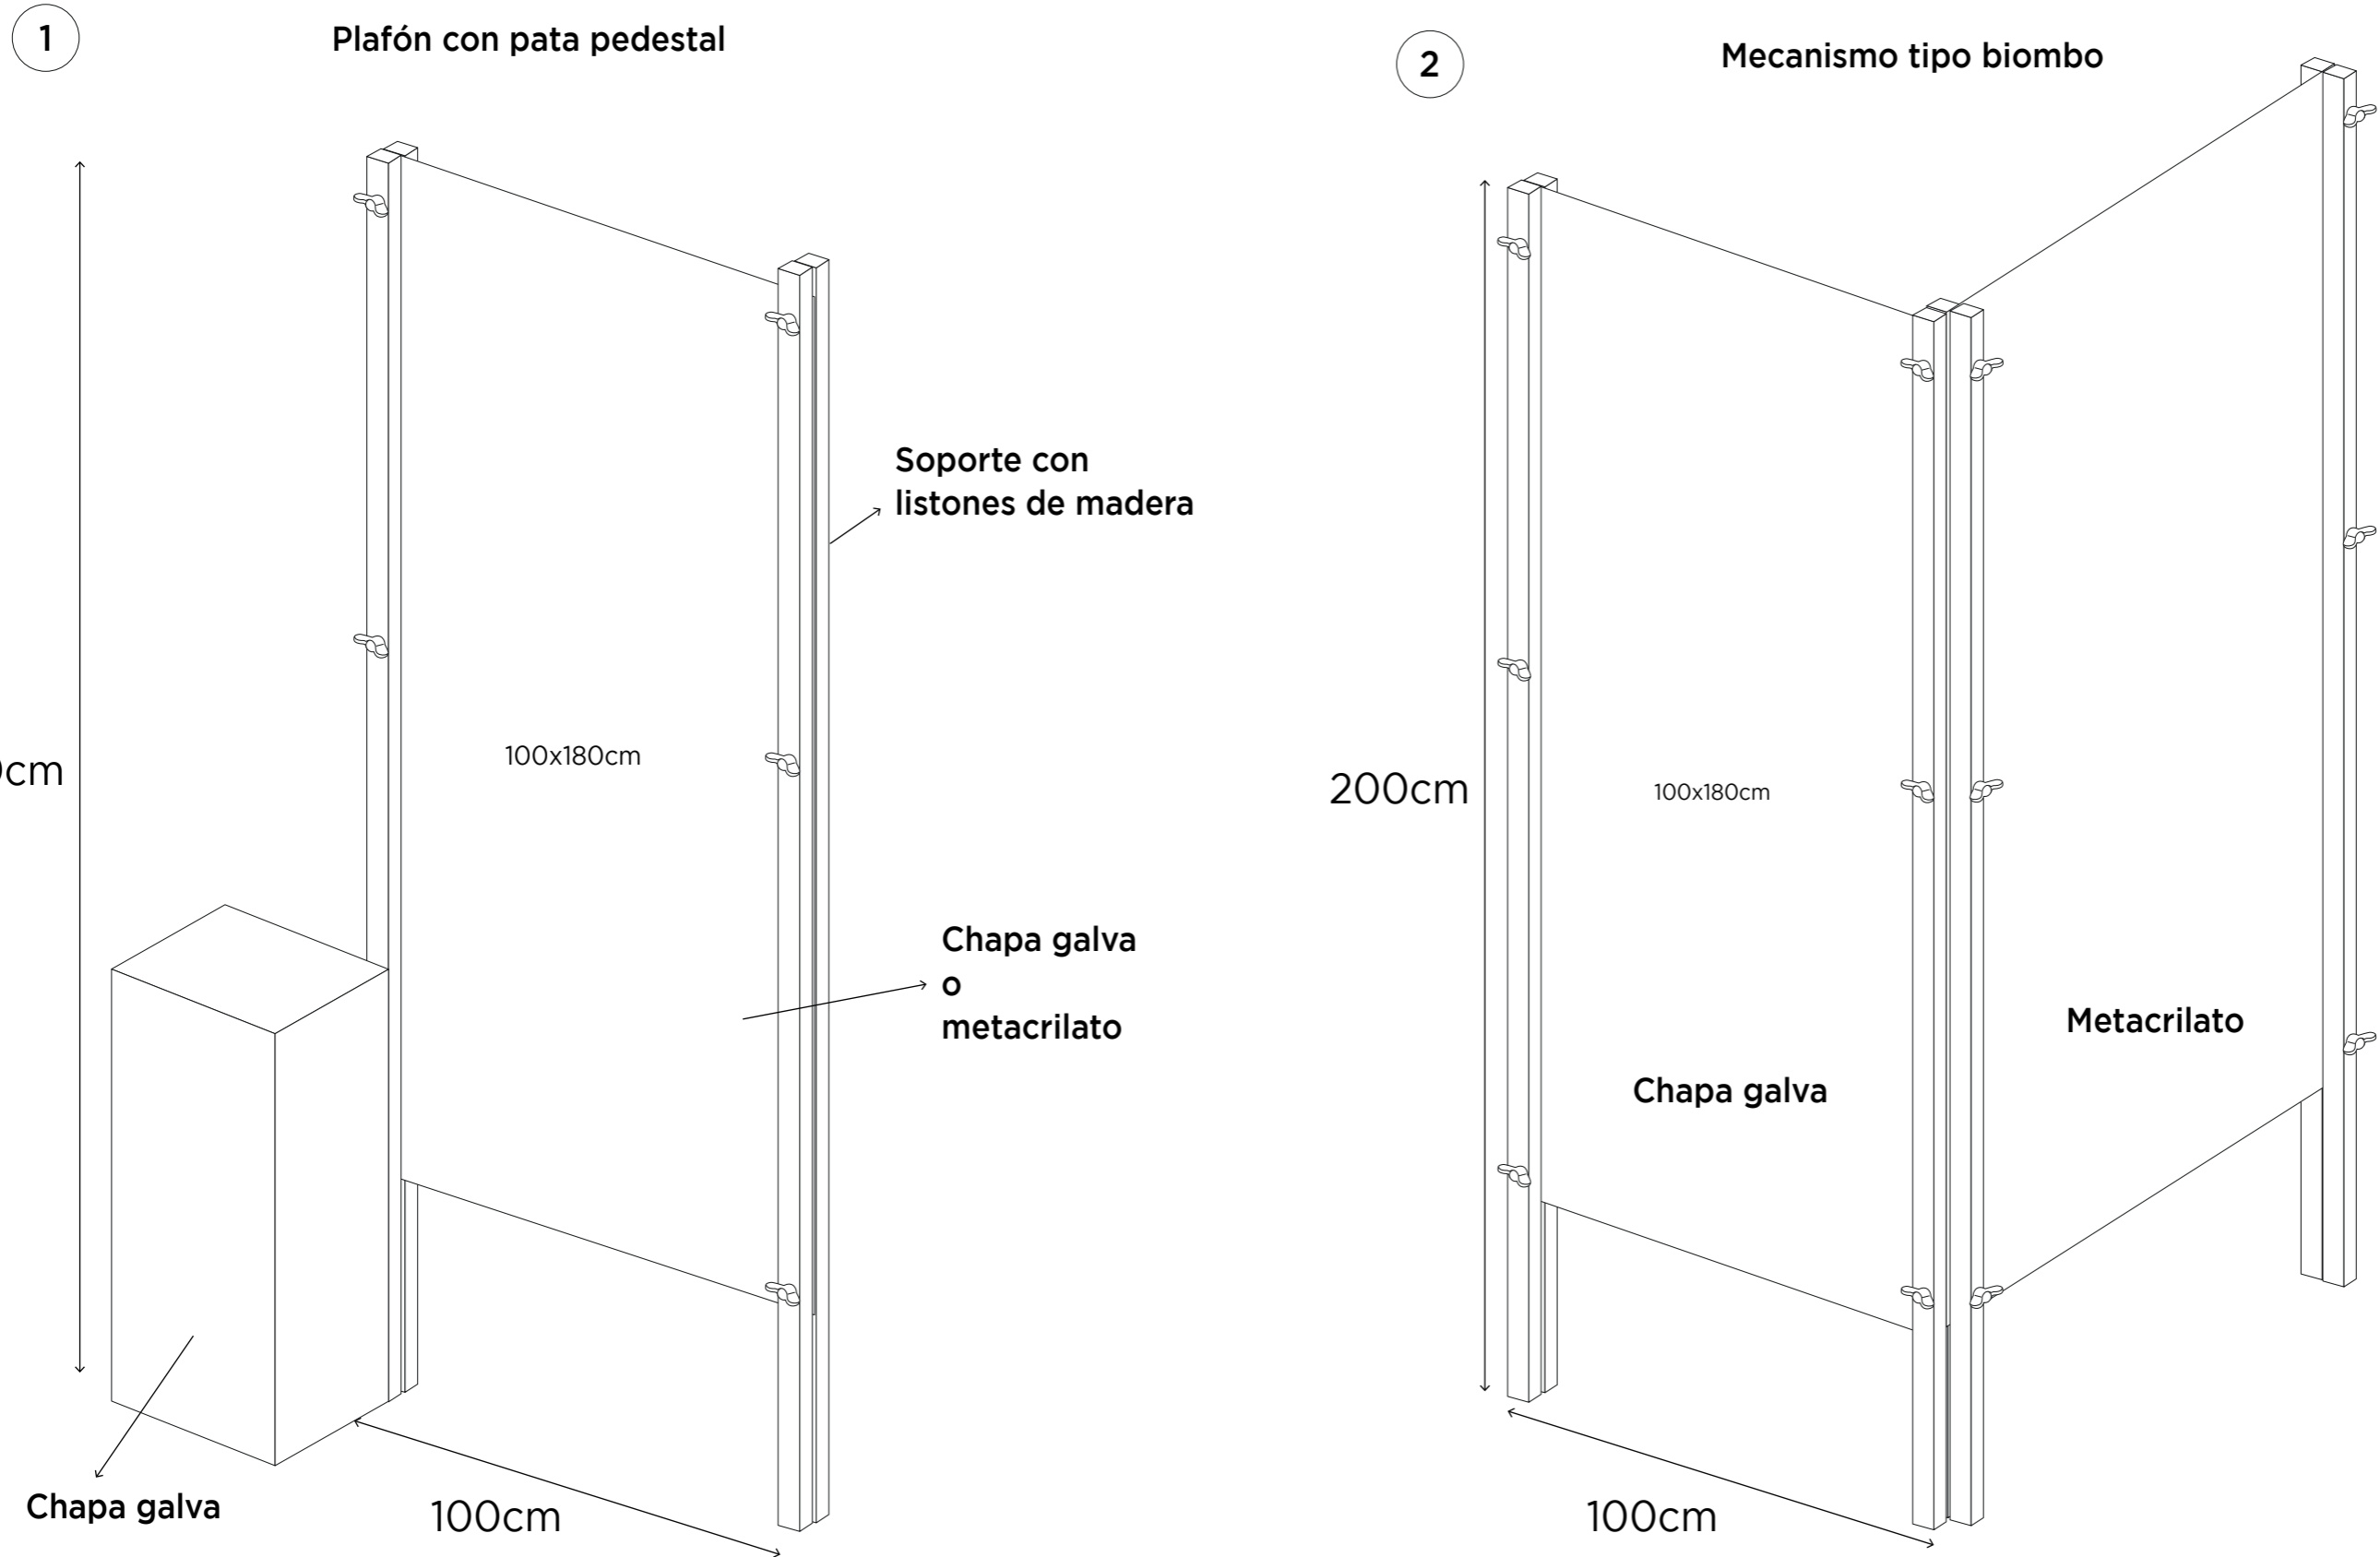 1
Plafón con pata pedestal
Soporte con
listones de madera
100x180cm
cm
Chapa galva
o
metacrilato
Chapa galva
100cm
2
Mecanismo tipo biombo
200cm
100x180cm
Metacrilato
Chapa galva
100cm